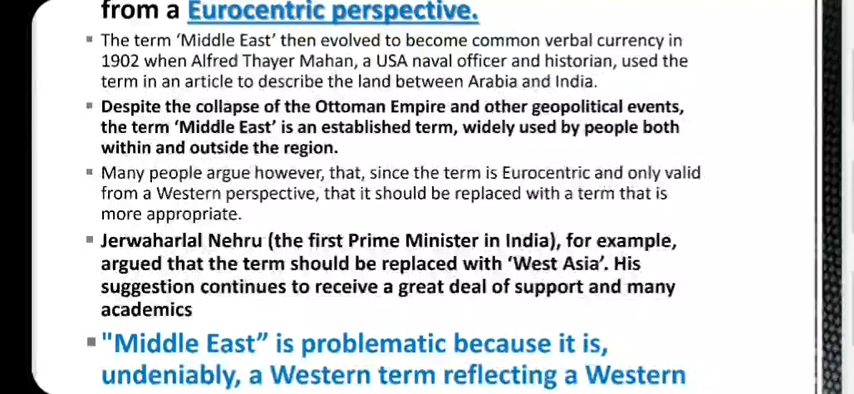 from a Eurocentric perspective.
▪ The term ‘Middle East’ then evolved to become common verbal currency in
1902 when Alfred Thayer Mahan, a USA naval officer and historian, used the
term in an article to describe the land between Arabia and India.
▪ Despite the collapse of the Ottoman Empire and other geopolitical events,
the term ‘Middle East’ is an established term, widely used by people both
within and outside the region.
▪ Many people argue however, that, since the term is Eurocentric and only valid
from a Western perspective, that it should be replaced with a term that is
more appropriate.
▪ Jerwaharlal Nehru (the first Prime Minister in India), for example,
argued that the term should be replaced with ‘West Asia’. His
suggestion continues to receive a great deal of support and many
academics
▪ "Middle East” is problematic because it is,
undeniably, a Western term reflecting a Western